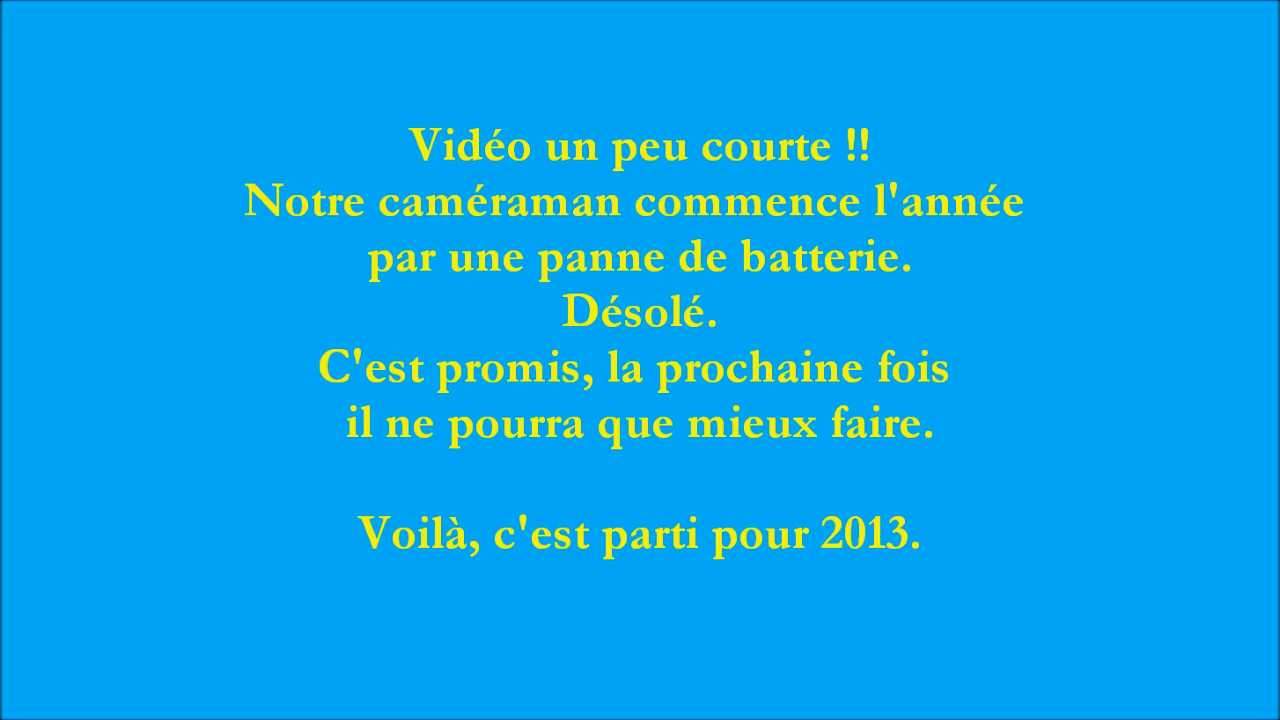 Vidéo un peu courte !!
Notre caméraman commence l'année
par une panne de batterie.
Désolé.
C'est promis, la prochaine fois
il ne pourra que mieux faire.
Voilà, c'est parti pour 2013.